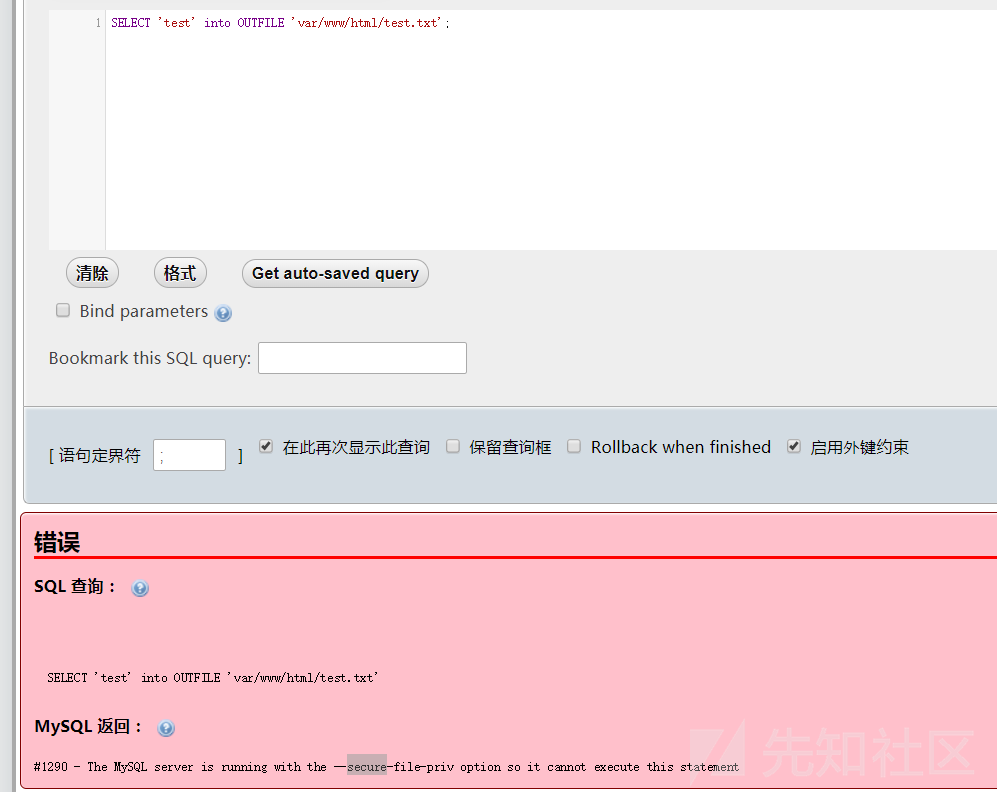 1 SELECT 'test' into OUTFILE 'var/www/html/test.txt';
清除 格式 Get auto-saved query
Bind parameters
Bookmark this SQL query:
[ 语句定界符 ; ] 在此再次显示此查询 保留查询框 Rollback when finished 启用外键约束
错误
SQL 查询：
SELECT 'test' into OUTFILE 'var/www/html/test.txt'
MySQL 返回：
#1290 - The MySQL server is running with the --secure-file-priv option so it cannot execute this statement
先知社区